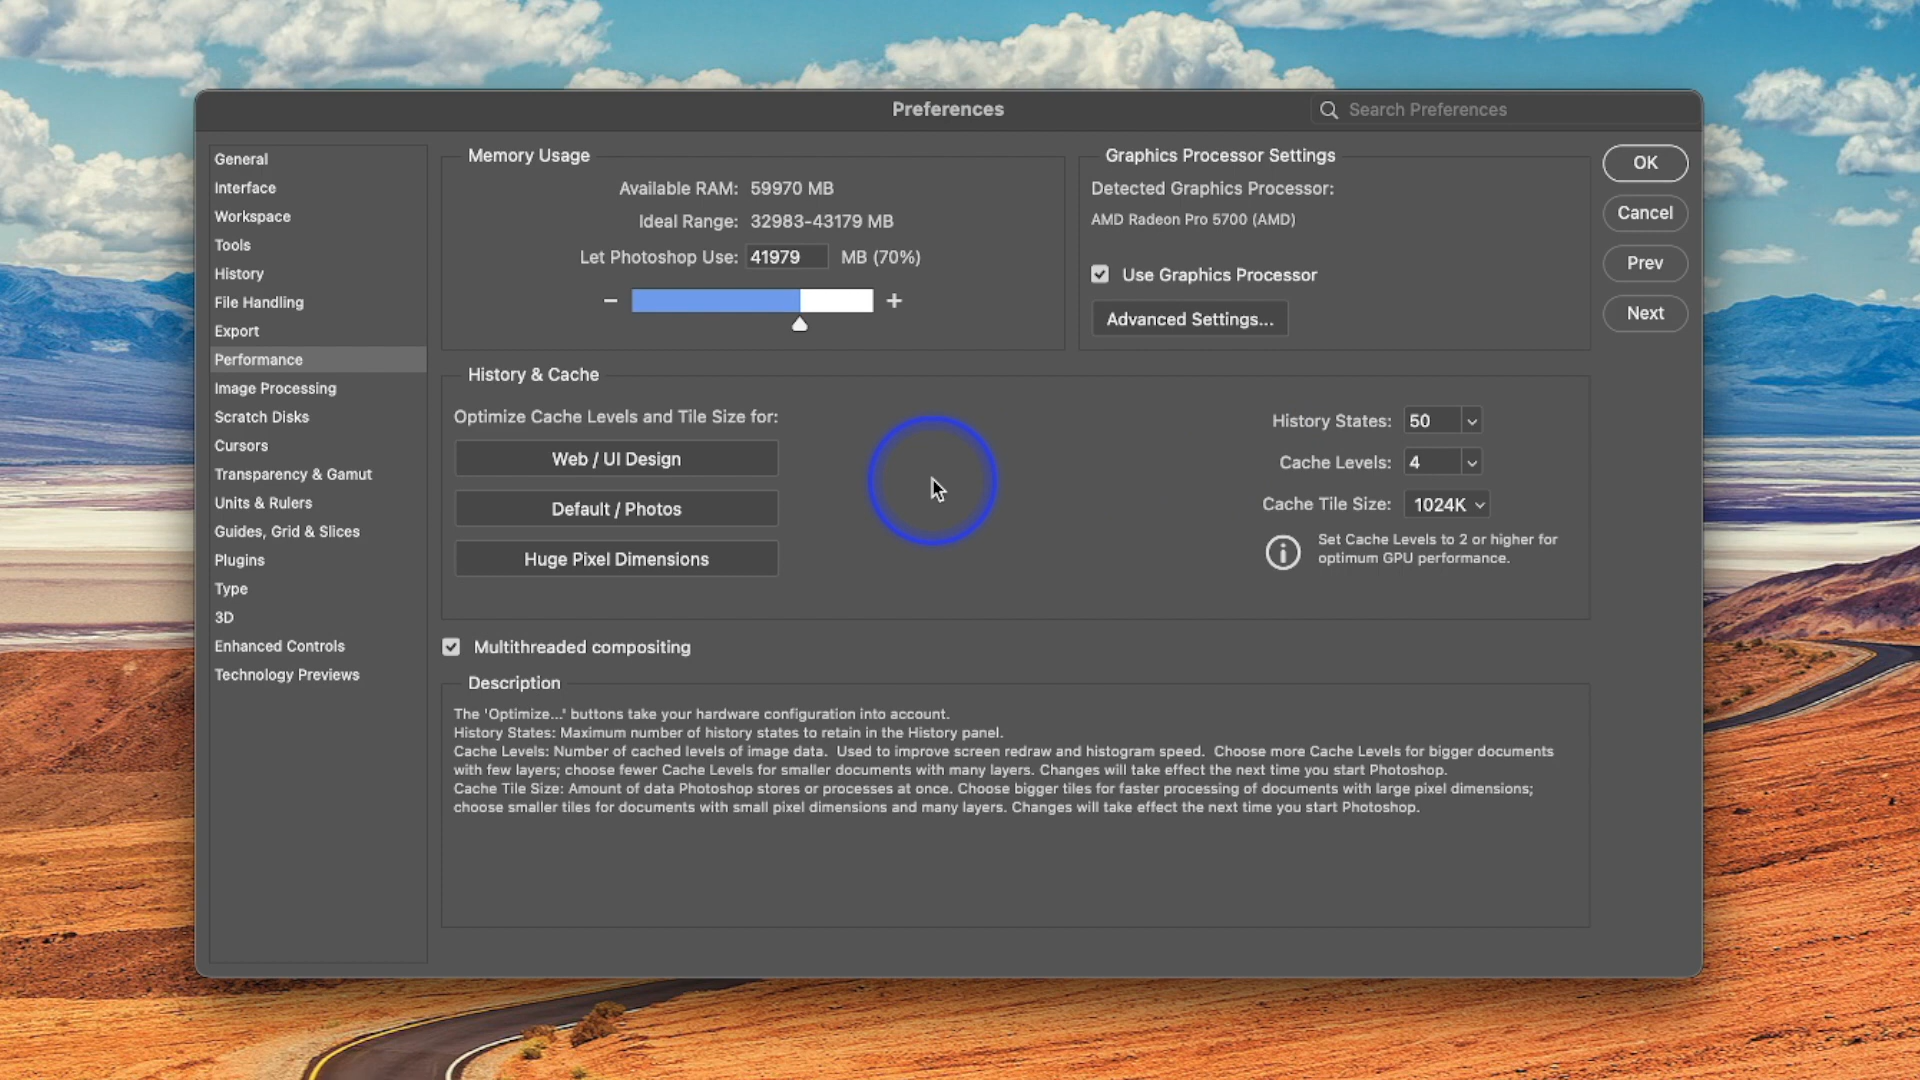 Preferences
Search Preferences
General
Interface
Workspace
Tools
History
File Handling
Export
Performance
Image Processing
Scratch Disks
Cursors
Transparency & Gamut
Units & Rulers
Guides, Grid & Slices
Plugins
Type
3D
Enhanced Controls
Technology Previews
Memory Usage
Available RAM: 59970 MB
Ideal Range: 32983-43179 MB
Let Photoshop Use: 41979 MB (70%)
− +
Graphics Processor Settings
Detected Graphics Processor:
AMD Radeon Pro 5700 (AMD)
Use Graphics Processor
Advanced Settings...
OK
Cancel
Prev
Next
History & Cache
Optimize Cache Levels and Tile Size for:
Web / UI Design
Default / Photos
Huge Pixel Dimensions
History States: 50
Cache Levels: 4
Cache Tile Size: 1024K
Set Cache Levels to 2 or higher for
optimum GPU performance.
Multithreaded compositing
Description
The 'Optimize...' buttons take your hardware configuration into account.
History States: Maximum number of history states to retain in the History panel.
Cache Levels: Number of cached levels of image data. Used to improve screen redraw and histogram speed. Choose more Cache Levels for bigger documents
with few layers; choose fewer Cache Levels for smaller documents with many layers. Changes will take effect the next time you start Photoshop.
Cache Tile Size: Amount of data Photoshop stores or processes at once. Choose bigger tiles for faster processing of documents with large pixel dimensions;
choose smaller tiles for documents with small pixel dimensions and many layers. Changes will take effect the next time you start Photoshop.